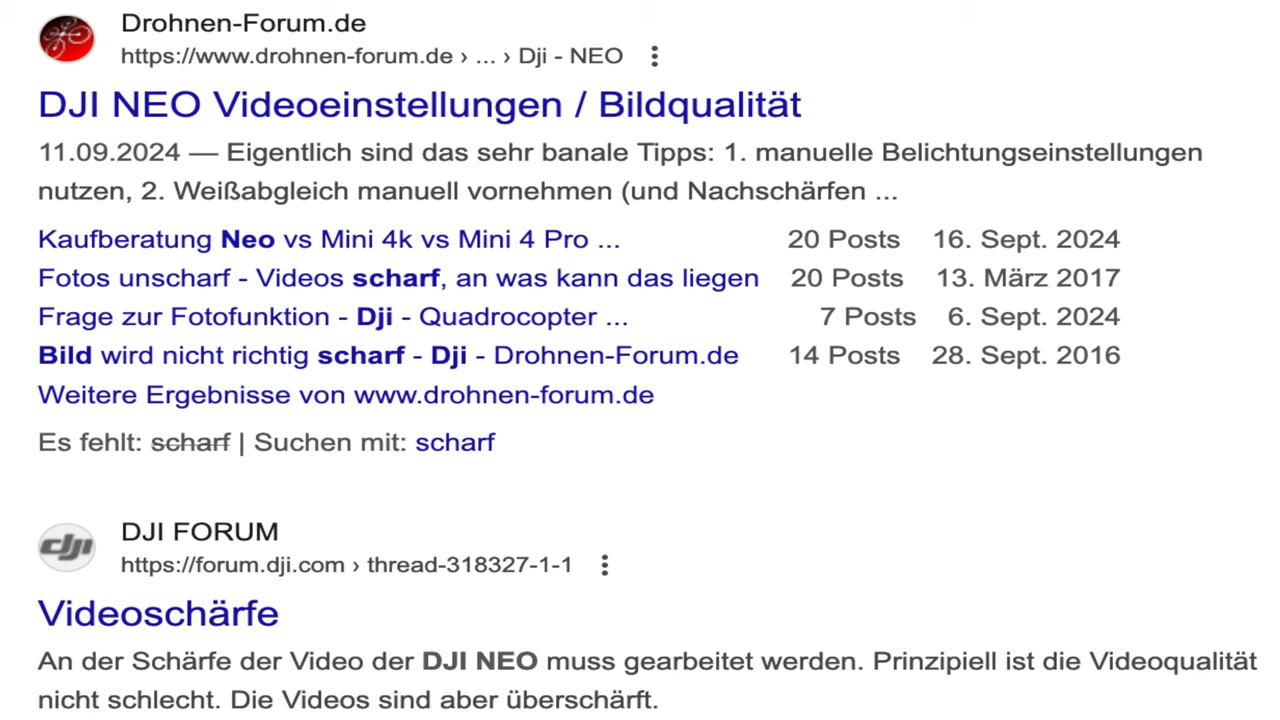 Drohnen-Forum.de
https://www.drohnen-forum.de › ... › Dji - NEO
DJI NEO Videoeinstellungen / Bildqualität
11.09.2024 — Eigentlich sind das sehr banale Tipps: 1. manuelle Belichtungseinstellungen
nutzen, 2. Weißabgleich manuell vornehmen (und Nachschärfen ...
Kaufberatung Neo vs Mini 4k vs Mini 4 Pro ... 20 Posts 16. Sept. 2024
Fotos unscharf - Videos scharf, an was kann das liegen 20 Posts 13. März 2017
Frage zur Fotofunktion - Dji - Quadrocopter ... 7 Posts 6. Sept. 2024
Bild wird nicht richtig scharf - Dji - Drohnen-Forum.de 14 Posts 28. Sept. 2016
Weitere Ergebnisse von www.drohnen-forum.de
Es fehlt: scharf | Suchen mit: scharf
dji
DJI FORUM
https://forum.dji.com › thread-318327-1-1
Videoschärfe
An der Schärfe der Video der DJI NEO muss gearbeitet werden. Prinzipiell ist die Videoqualität
nicht schlecht. Die Videos sind aber überschärft.